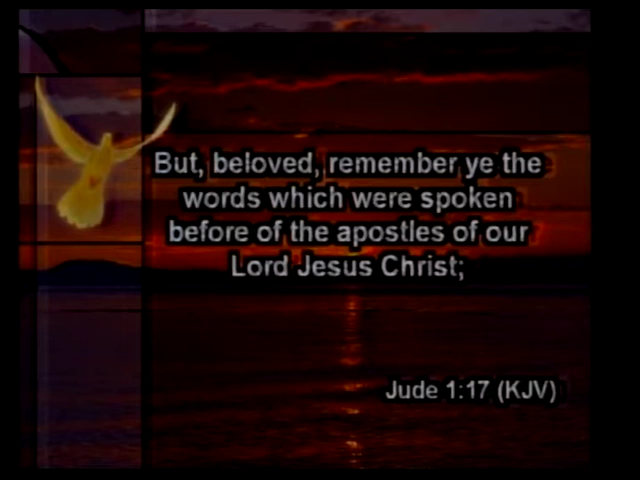 But, beloved, remember ye the
words which were spoken
before of the apostles of our
Lord Jesus Christ;
Jude 1:17 (KJV)